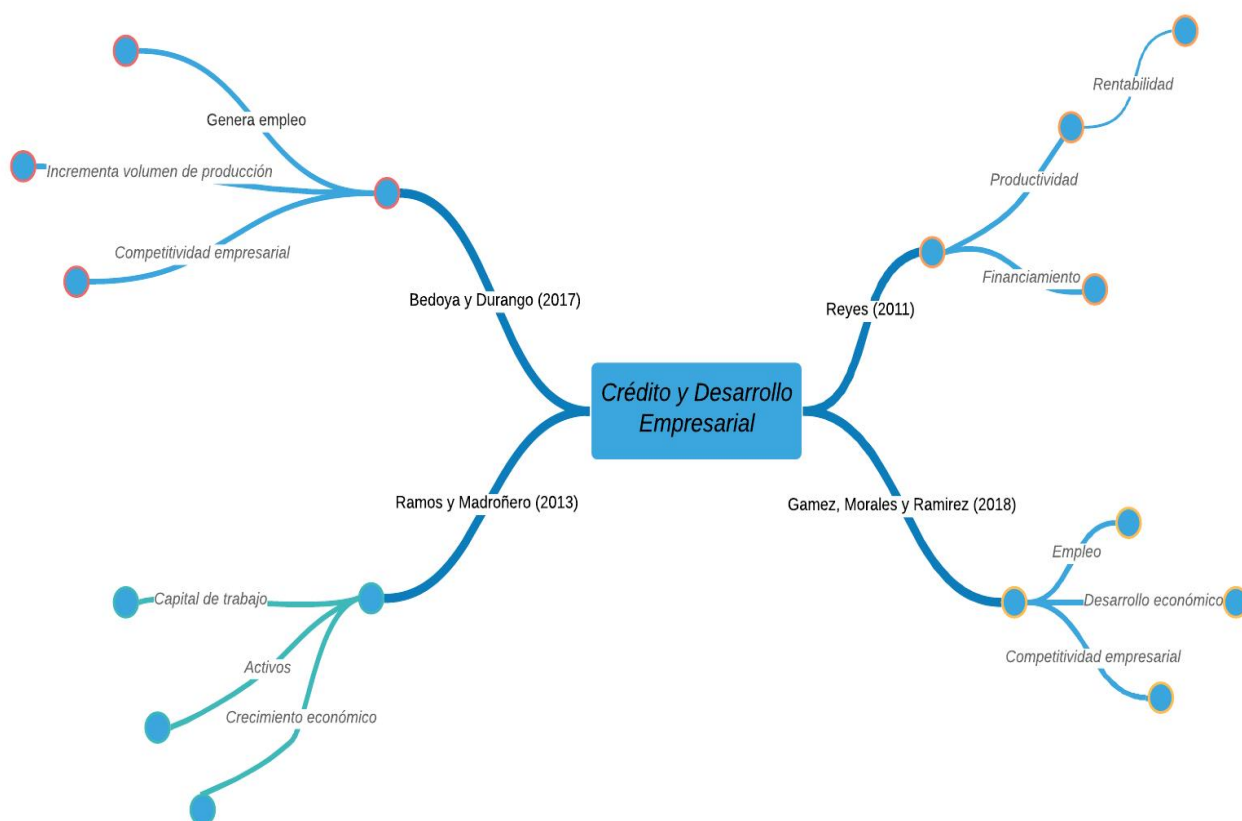 Genera empleo
Incrementa volumen de producción
Competitividad empresarial
Bedoya y Durango (2017)
Rentabilidad
Productividad
Financiamiento
Reyes (2011)
Crédito y Desarrollo
Empresarial
Ramos y Madroñero (2013)
Capital de trabajo
Activos
Crecimiento económico
Gamez, Morales y Ramirez (2018)
Empleo
Desarrollo económico
Competitividad empresarial